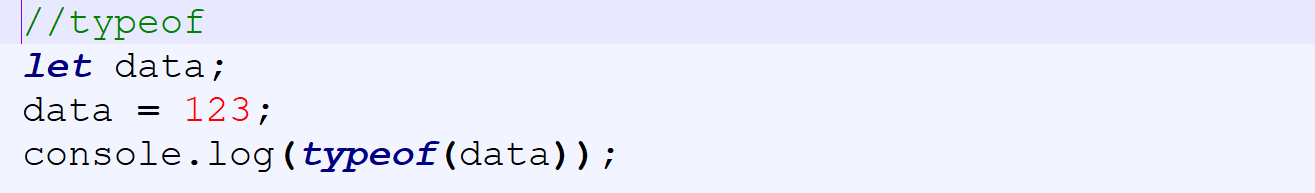 //typeof
let data;
data = 123;
console.log(typeof(data));